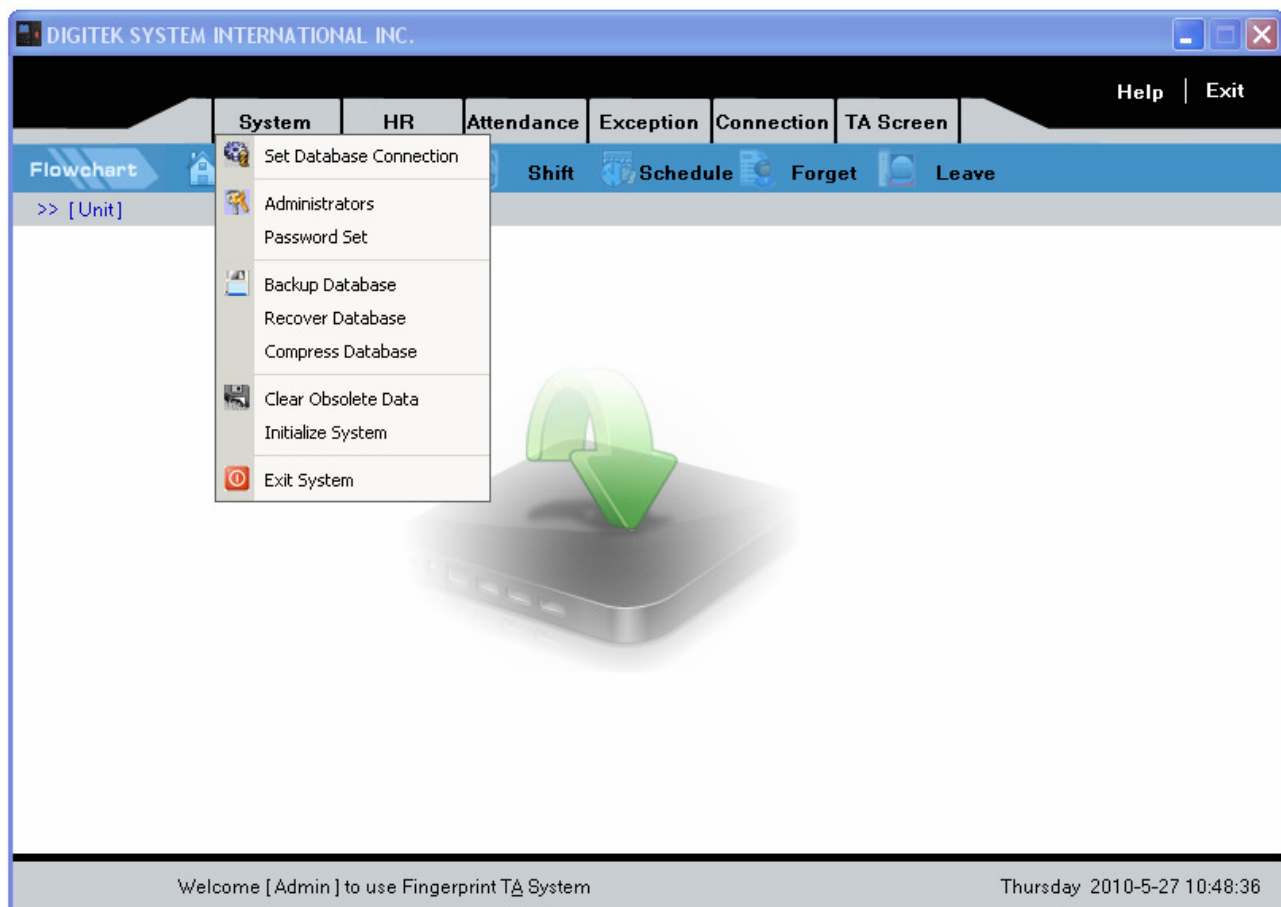 DIGITEK SYSTEM INTERNATIONAL INC.
Help | Exit
System HR Attendance Exception Connection TA Screen
Flowchart Shift Schedule Forget Leave
>> [Unit]
Set Database Connection
Administrators
Password Set
Backup Database
Recover Database
Compress Database
Clear Obsolete Data
Initialize System
Exit System
Welcome [Admin] to use Fingerprint TA System Thursday 2010-5-27 10:48:36